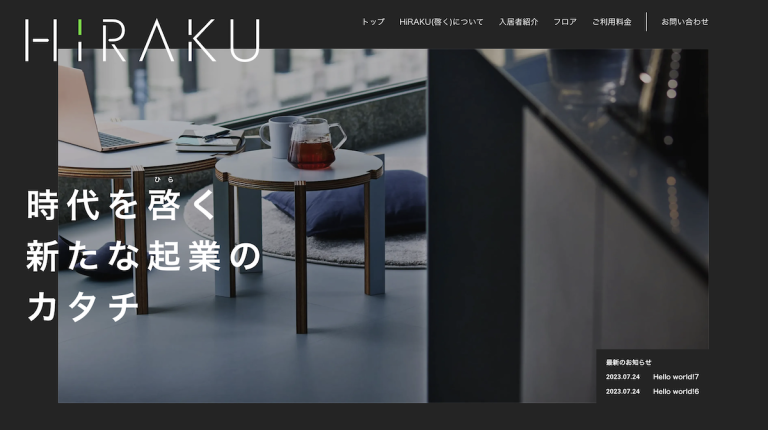 HiRAKU
トップ
HiRAKU(啓く)について
入居者紹介
フロア
ご利用料金
お問い合わせ
ひら
時代を啓く
新たな起業の
カタチ
最新のお知らせ
2023.07.24 Hello world!7
2023.07.24 Hello world!6